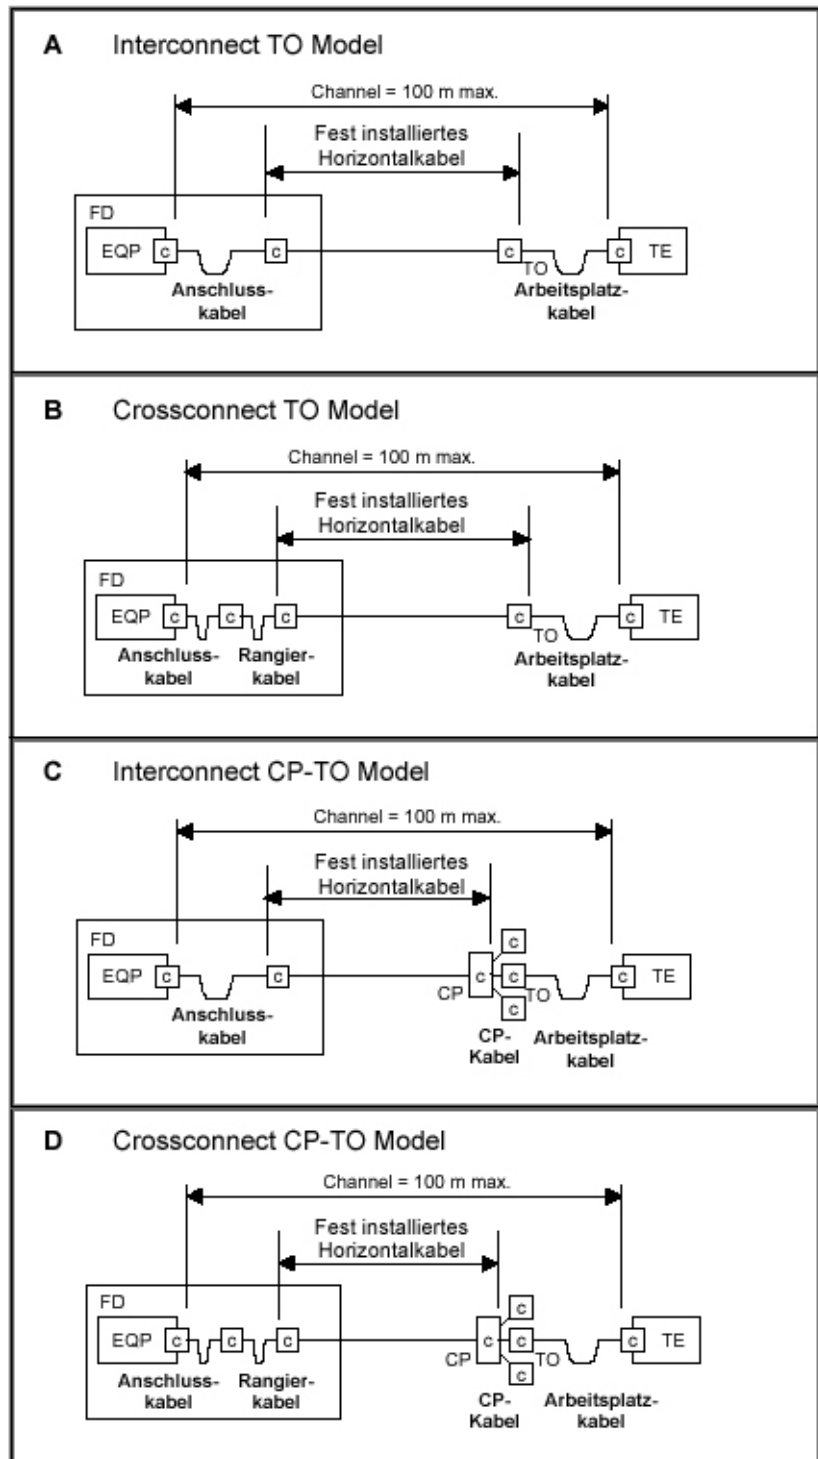 A Interconnect TO Model
Channel = 100 m max.
Fest installiertes
Horizontalkabel
FD
EQP C C C TO C TE
Anschluss-
kabel
Arbeitsplatz-
kabel
B Crossconnect TO Model
Channel = 100 m max.
Fest installiertes
Horizontalkabel
FD
EQP C C C C TO C TE
Anschluss-
kabel
Rangier-
kabel
Arbeitsplatz-
kabel
C Interconnect CP-TO Model
Channel = 100 m max.
Fest installiertes
Horizontalkabel
FD
C
EQP C C C C C TE
CP C TO
Anschluss-
kabel
CP-
Kabel
Arbeitsplatz-
kabel
D Crossconnect CP-TO Model
Channel = 100 m max.
Fest installiertes
Horizontalkabel
FD
C
EQP C C C C C C TE
CP C TO
Anschluss-
kabel
Rangier-
kabel
CP-
Kabel
Arbeitsplatz-
kabel